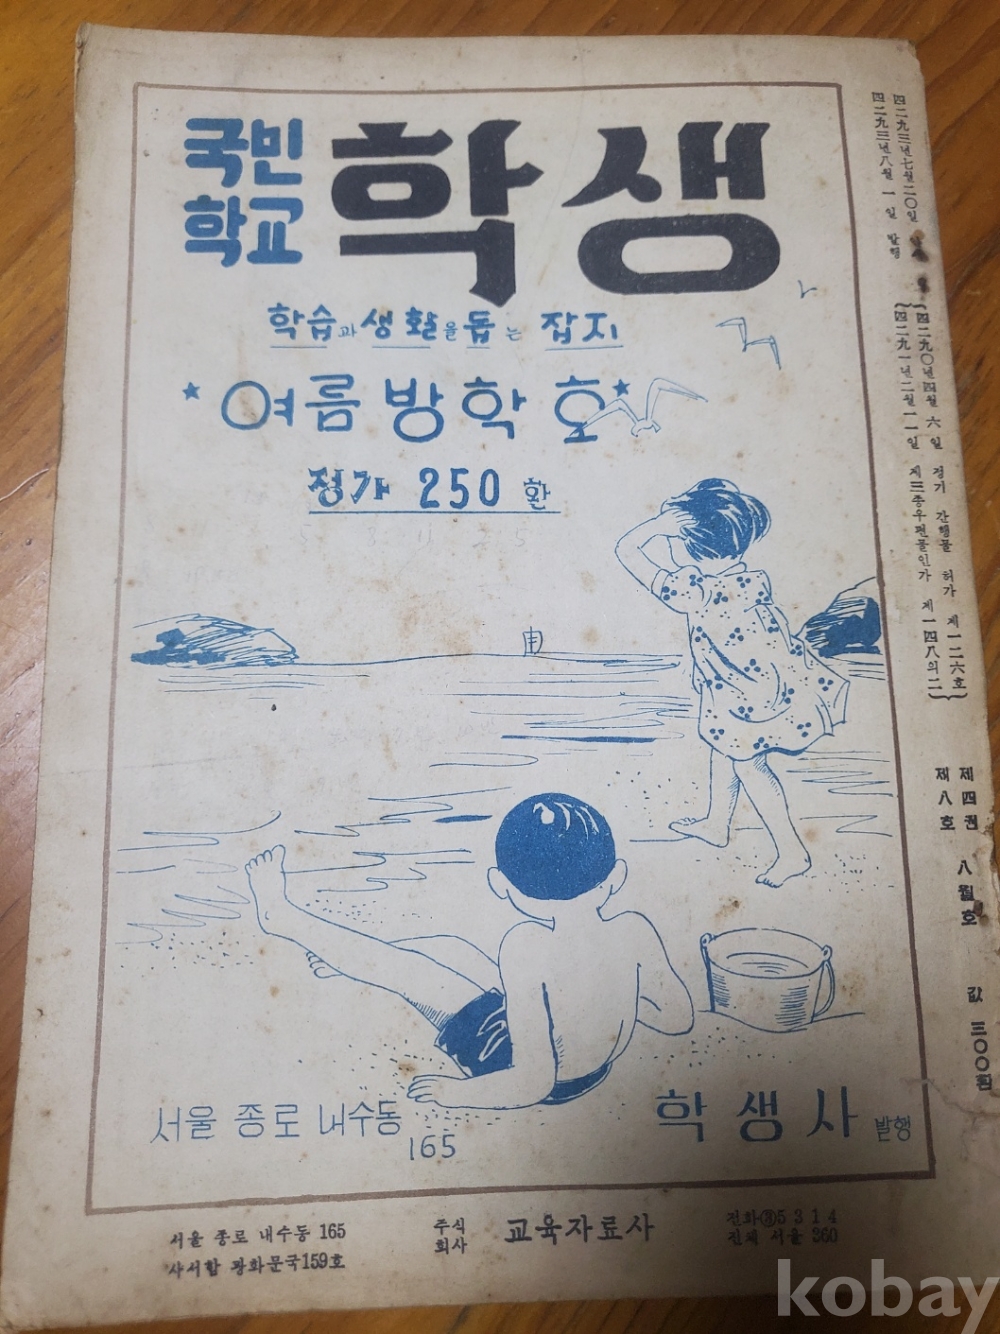 국민
학교
학생
학습과 생활을 돕는 잡지
★여름 방학 호★
정가 250 환
서울 종로 내수동
165
학생사 발행
서울 종로 내수동 165
사서함 광화문국159호
주식
회사
교육자료사
전화③5314
진체 서울 360
四二九三년七월二〇일
四二九三년八월 一 일 발행
{四二九〇년四월 六 일 정기 간행물 허가 제一二六호}
{四二九一년二월一一일 제三종우편물인가 제一四八의二}
제四권 八월호 값 三〇〇환
제八호
kobay